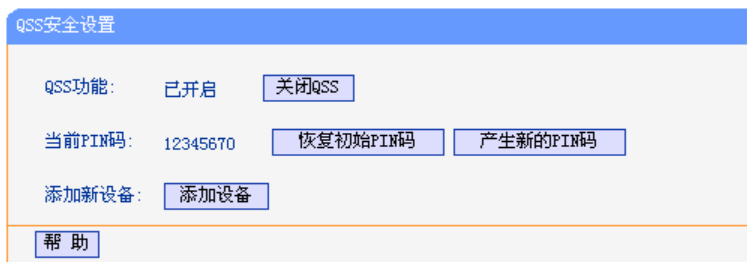 QSS安全设置
QSS功能: 已开启 关闭QSS
当前PIN码: 12345670 恢复初始PIN码 产生新的PIN码
添加新设备: 添加设备
帮 助